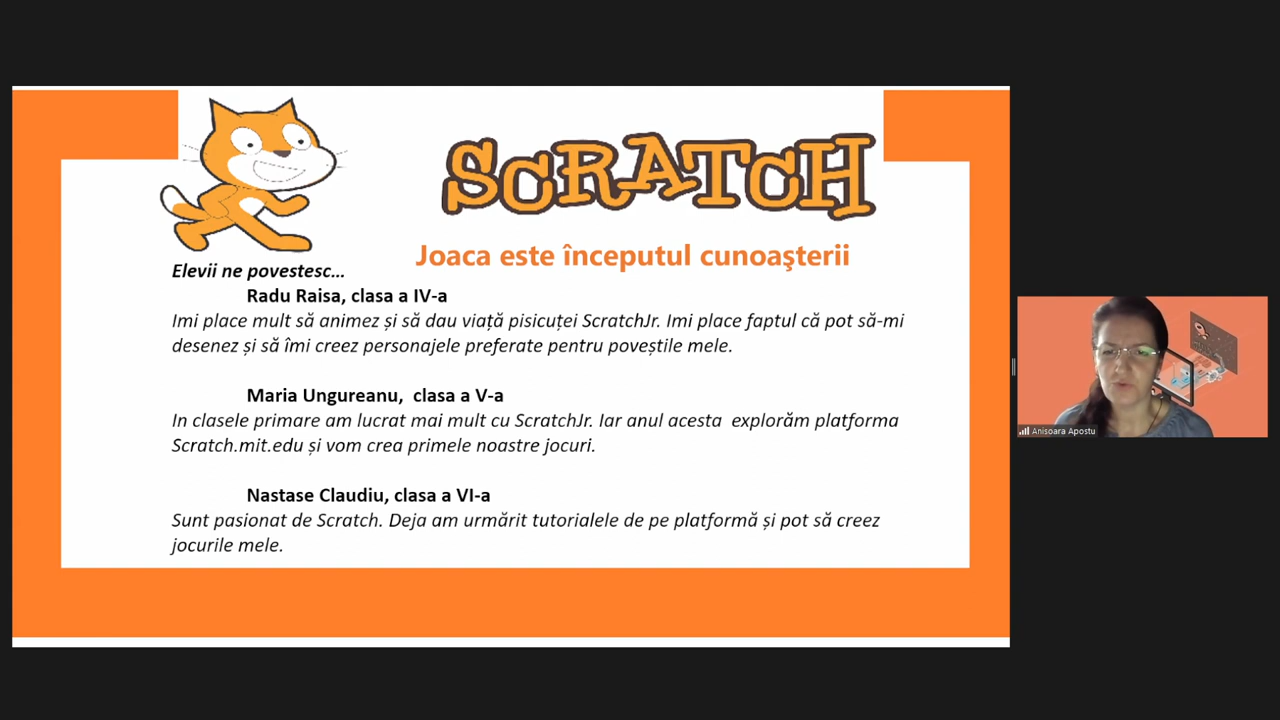 SCRATCH
Joaca este începutul cunoaşterii
Elevii ne povestesc...
Radu Raisa, clasa a IV-a
Imi place mult să animez și să dau viață pisicuței ScratchJr. Imi place faptul că pot să-mi
desenez și să îmi creez personajele preferate pentru poveștile mele.
Maria Ungureanu,  clasa a V-a
In clasele primare am lucrat mai mult cu ScratchJr. Iar anul acesta  explorăm platforma
Scratch.mit.edu și vom crea primele noastre jocuri.
Nastase Claudiu, clasa a VI-a
Sunt pasionat de Scratch. Deja am urmărit tutorialele de pe platformă și pot să creez
jocurile mele.
Anisoara Apostu